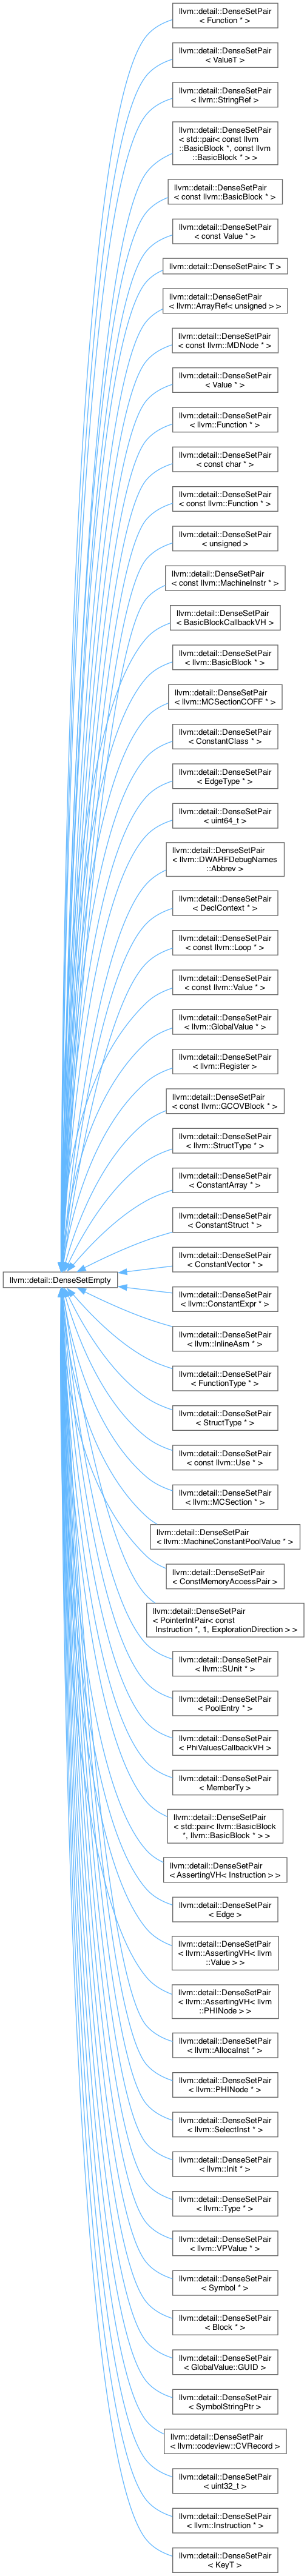 llvm::detail::DenseSetPair
< Function * >
llvm::detail::DenseSetPair
< ValueT >
llvm::detail::DenseSetPair
< llvm::StringRef >
llvm::detail::DenseSetPair
< std::pair< const llvm
::BasicBlock *, const llvm
::BasicBlock * > >
llvm::detail::DenseSetPair
< const llvm::BasicBlock * >
llvm::detail::DenseSetPair
< const Value * >
llvm::detail::DenseSetPair< T >
llvm::detail::DenseSetPair
< llvm::ArrayRef< unsigned > >
llvm::detail::DenseSetPair
< const llvm::MDNode * >
llvm::detail::DenseSetPair
< Value * >
llvm::detail::DenseSetPair
< llvm::Function * >
llvm::detail::DenseSetPair
< const char * >
llvm::detail::DenseSetPair
< const llvm::Function * >
llvm::detail::DenseSetPair
< unsigned >
llvm::detail::DenseSetPair
< const llvm::MachineInstr * >
llvm::detail::DenseSetPair
< BasicBlockCallbackVH >
llvm::detail::DenseSetPair
< llvm::BasicBlock * >
llvm::detail::DenseSetPair
< llvm::MCSectionCOFF * >
llvm::detail::DenseSetPair
< ConstantClass * >
llvm::detail::DenseSetPair
< EdgeType * >
llvm::detail::DenseSetPair
< uint64_t >
llvm::detail::DenseSetPair
< llvm::DWARFDebugNames
::Abbrev >
llvm::detail::DenseSetPair
< DeclContext * >
llvm::detail::DenseSetPair
< const llvm::Loop * >
llvm::detail::DenseSetPair
< const llvm::Value * >
llvm::detail::DenseSetPair
< llvm::GlobalValue * >
llvm::detail::DenseSetPair
< llvm::Register >
llvm::detail::DenseSetPair
< const llvm::GCOVBlock * >
llvm::detail::DenseSetPair
< llvm::StructType * >
llvm::detail::DenseSetPair
< ConstantArray * >
llvm::detail::DenseSetPair
< ConstantStruct * >
llvm::detail::DenseSetPair
< ConstantVector * >
llvm::detail::DenseSetEmpty
llvm::detail::DenseSetPair
< llvm::ConstantExpr * >
llvm::detail::DenseSetPair
< llvm::InlineAsm * >
llvm::detail::DenseSetPair
< FunctionType * >
llvm::detail::DenseSetPair
< StructType * >
llvm::detail::DenseSetPair
< const llvm::Use * >
llvm::detail::DenseSetPair
< llvm::MCSection * >
llvm::detail::DenseSetPair
< llvm::MachineConstantPoolValue * >
llvm::detail::DenseSetPair
< ConstMemoryAccessPair >
llvm::detail::DenseSetPair
< PointerIntPair< const
Instruction *, 1, ExplorationDirection > >
llvm::detail::DenseSetPair
< llvm::SUnit * >
llvm::detail::DenseSetPair
< PoolEntry * >
llvm::detail::DenseSetPair
< PhiValuesCallbackVH >
llvm::detail::DenseSetPair
< MemberTy >
llvm::detail::DenseSetPair
< std::pair< llvm::BasicBlock
*, llvm::BasicBlock * > >
llvm::detail::DenseSetPair
< AssertingVH< Instruction > >
llvm::detail::DenseSetPair
< Edge >
llvm::detail::DenseSetPair
< llvm::AssertingVH< llvm
::Value > >
llvm::detail::DenseSetPair
< llvm::AssertingVH< llvm
::PHINode > >
llvm::detail::DenseSetPair
< llvm::AllocaInst * >
llvm::detail::DenseSetPair
< llvm::PHINode * >
llvm::detail::DenseSetPair
< llvm::SelectInst * >
llvm::detail::DenseSetPair
< llvm::Init * >
llvm::detail::DenseSetPair
< llvm::Type * >
llvm::detail::DenseSetPair
< llvm::VPValue * >
llvm::detail::DenseSetPair
< Symbol * >
llvm::detail::DenseSetPair
< Block * >
llvm::detail::DenseSetPair
< GlobalValue::GUID >
llvm::detail::DenseSetPair
< SymbolStringPtr >
llvm::detail::DenseSetPair
< llvm::codeview::CVRecord >
llvm::detail::DenseSetPair
< uint32_t >
llvm::detail::DenseSetPair
< llvm::Instruction * >
llvm::detail::DenseSetPair
< KeyT >